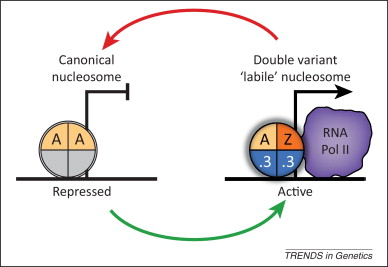 Canonical
nucleosome
Double variant
‘labile’ nucleosome
A A
A Z
.3 .3
RNA
Pol II
Repressed
Active
TRENDS in Genetics